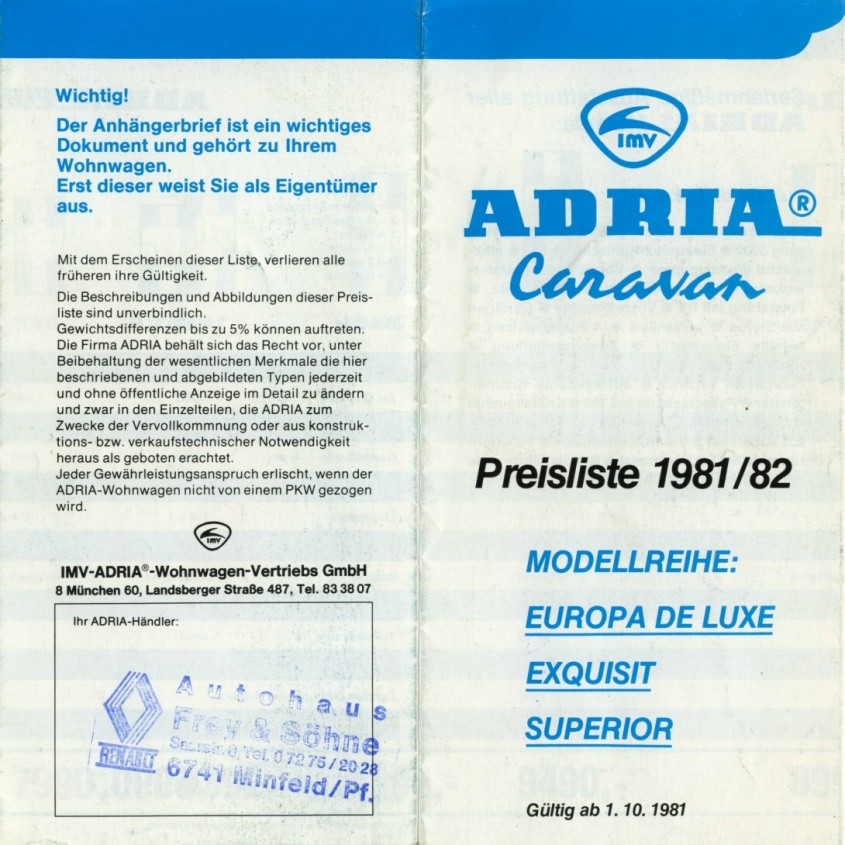 Wichtig!
Der Anhängerbrief ist ein wichtiges
Dokument und gehört zu Ihrem
Wohnwagen.
Erst dieser weist Sie als Eigentümer
aus.
Mit dem Erscheinen dieser Liste, verlieren alle
früheren ihre Gültigkeit.
Die Beschreibungen und Abbildungen dieser Preis-
liste sind unverbindlich.
Gewichtsdifferenzen bis zu 5% können auftreten.
Die Firma ADRIA behält sich das Recht vor, unter
Beibehaltung der wesentlichen Merkmale die hier
beschriebenen und abgebildeten Typen jederzeit
und ohne öffentliche Anzeige im Detail zu ändern
und zwar in den Einzelteilen, die ADRIA zum
Zwecke der Vervollkommnung oder aus konstruk-
tions- bzw. verkaufstechnischer Notwendigkeit
heraus als geboten erachtet.
Jeder Gewährleistungsanspruch erlischt, wenn der
ADRIA-Wohnwagen nicht von einem PKW gezogen
wird.
IMV
IMV-ADRIA®-Wohnwagen-Vertriebs GmbH
8 München 60, Landsberger Straße 487, Tel. 83 38 07
Ihr ADRIA-Händler:
Autohaus
Frey & Söhne
Tel. 0 72 75 / 20 28
6741 Minfeld/Pf.
RENAULT
IMV
ADRIA®
Caravan
Preisliste 1981/82
MODELLREIHE:
EUROPA DE LUXE
EXQUISIT
SUPERIOR
Gültig ab 1. 10. 1981